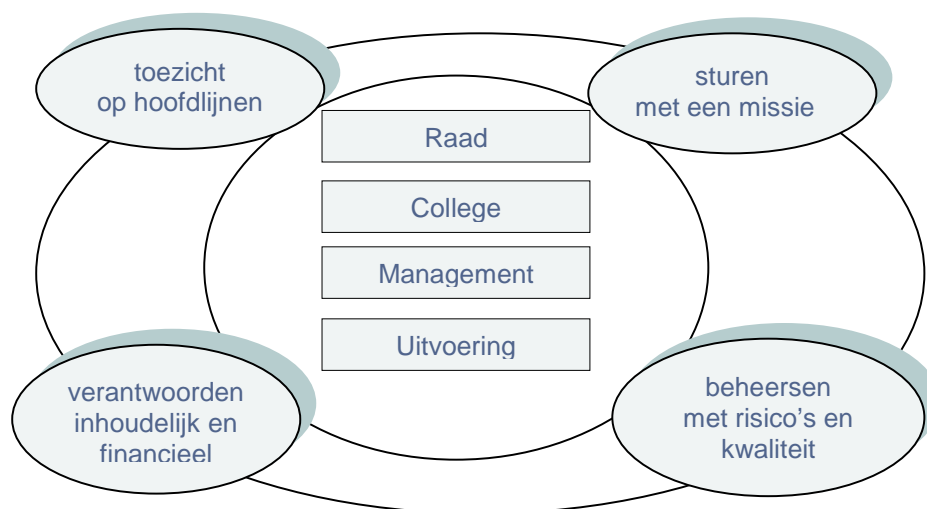 toezicht
op hoofdlijnen
sturen
met een missie
Raad
College
Management
Uitvoering
verantwoorden
inhoudelijk en
financieel
beheersen
met risico's en
kwaliteit